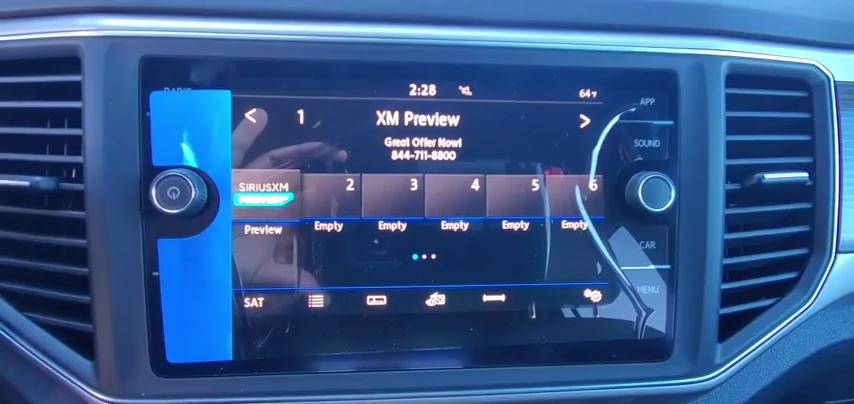 RADIO
2:28
64°F
APP
< 1 XM Preview >
Great Offer Now!
844-711-8800
SOUND
SIRIUSXM 2 3 4 5 6
PREVIEW
Preview Empty Empty Empty Empty Empty
CAR
SAT
MENU